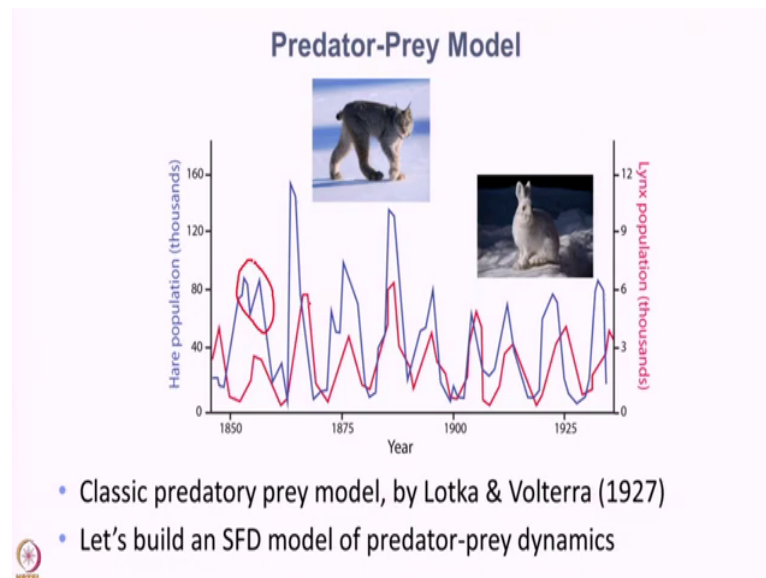 Predator-Prey Model
Hare population (thousands)
160
120
80
40
0
12
9
6
3
0
Lynx population (thousands)
1850 1875 1900 1925
Year
• Classic predatory prey model, by Lotka & Volterra (1927)
• Let's build an SFD model of predator-prey dynamics